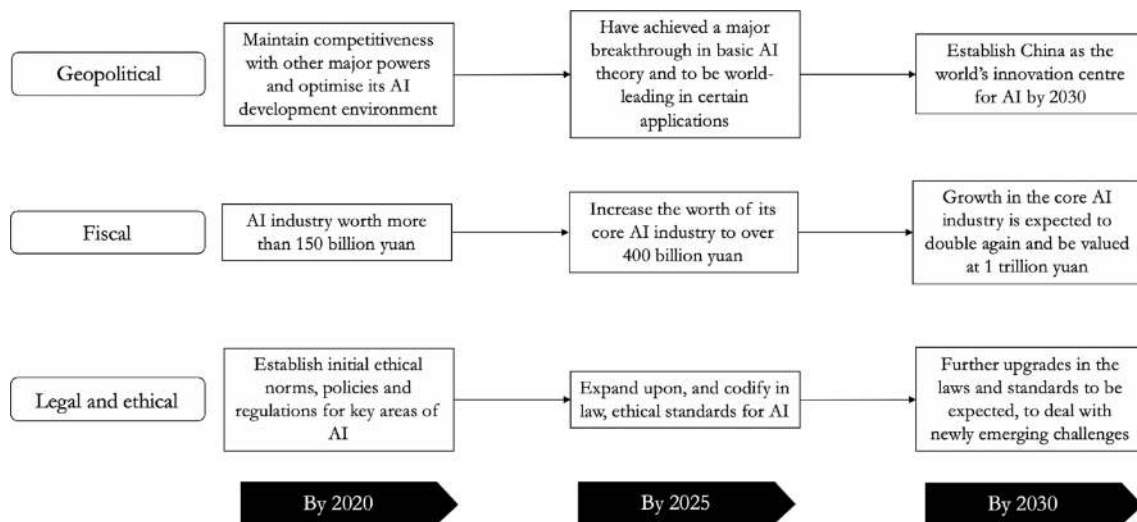 Geopolitical
Maintain competitiveness
with other major powers
and optimise its AI
development environment
Have achieved a major
breakthrough in basic AI
theory and to be world-
leading in certain
applications
Establish China as the
world's innovation centre
for AI by 2030
Fiscal
AI industry worth more
than 150 billion yuan
Increase the worth of its
core AI industry to over
400 billion yuan
Growth in the core AI
industry is expected to
double again and be valued
at 1 trillion yuan
Legal and ethical
Establish initial ethical
norms, policies and
regulations for key areas of
AI
Expand upon, and codify in
law, ethical standards for AI
Further upgrades in the
laws and standards to be
expected, to deal with
newly emerging challenges
By 2020
By 2025
By 2030